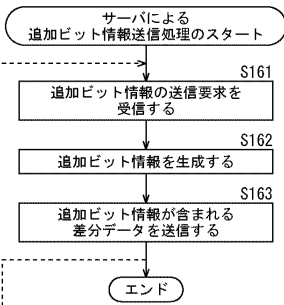 サーバによる
追加ビット情報送信処理のスタート
S161
追加ビット情報の送信要求を
受信する
S162
追加ビット情報を生成する
S163
追加ビット情報が含まれる
差分データを送信する
エンド